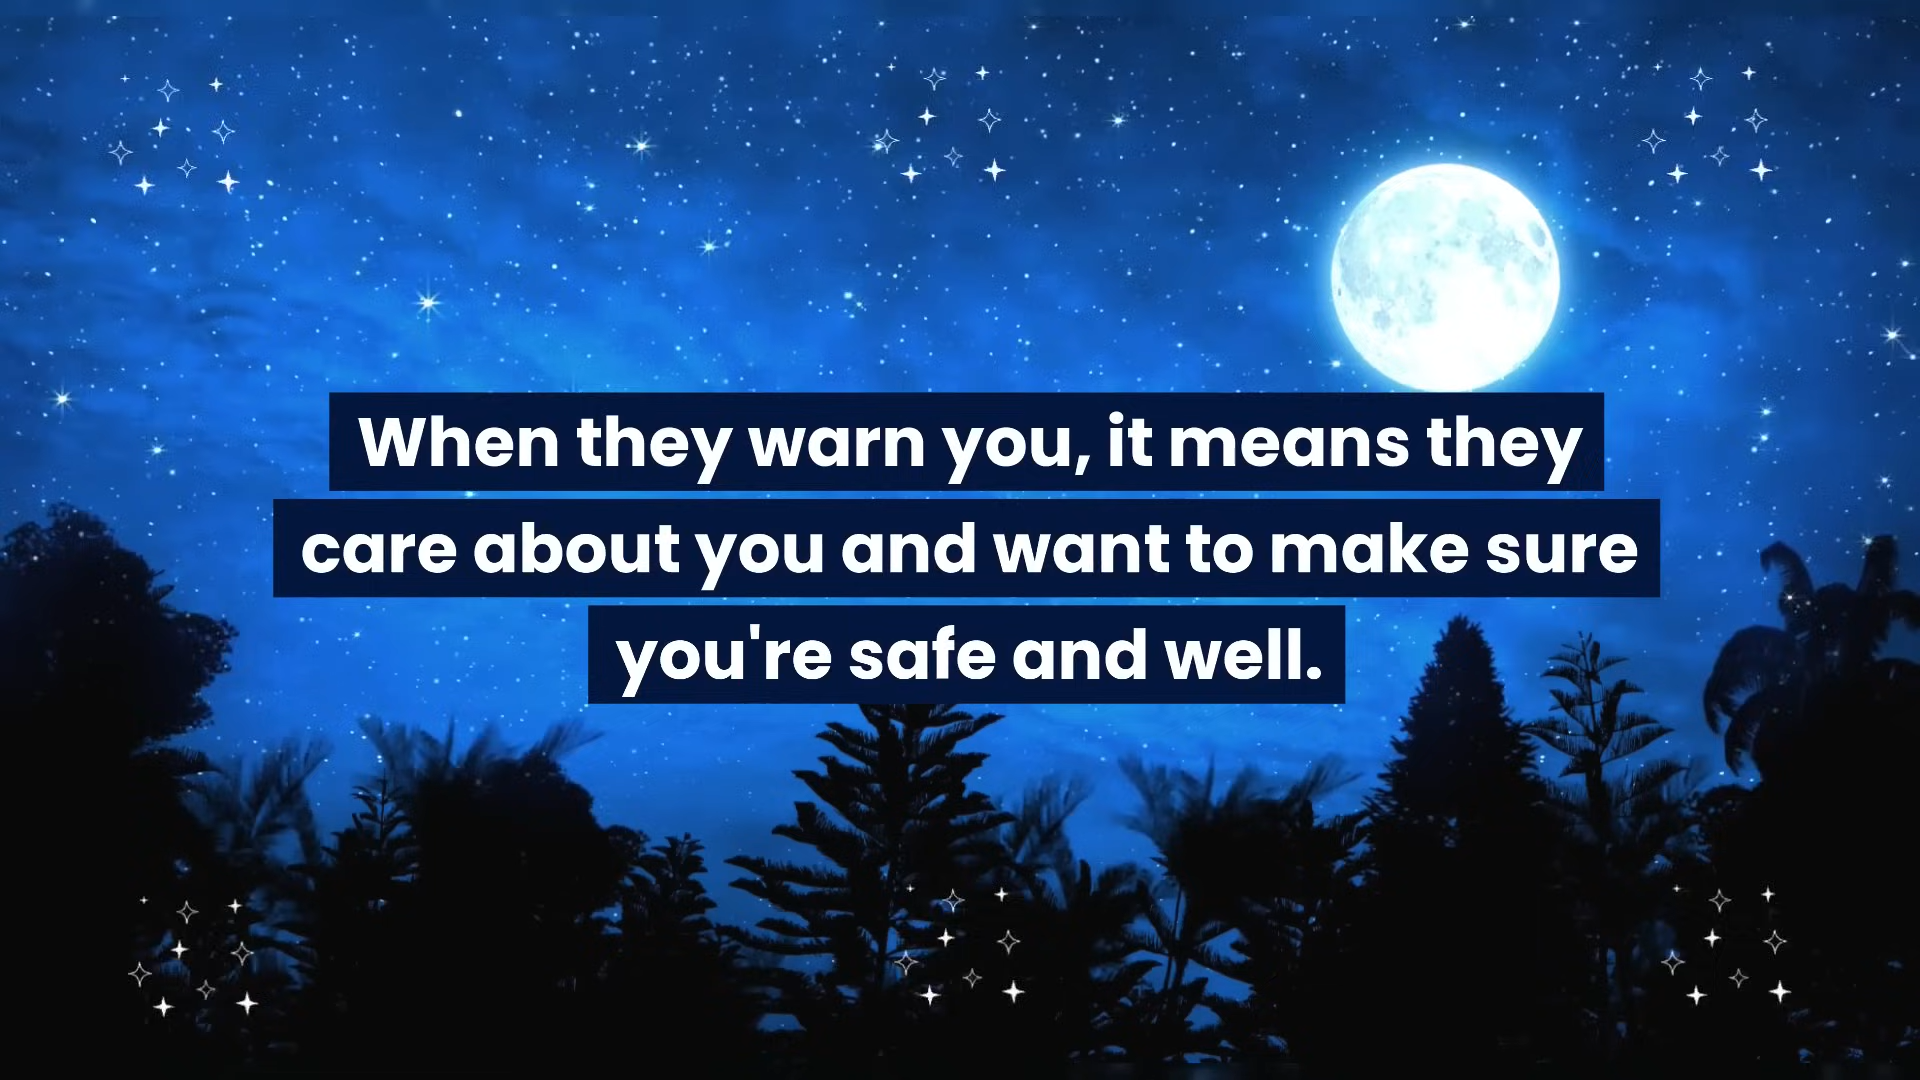 When they warn you, it means they
care about you and want to make sure
you're safe and well.